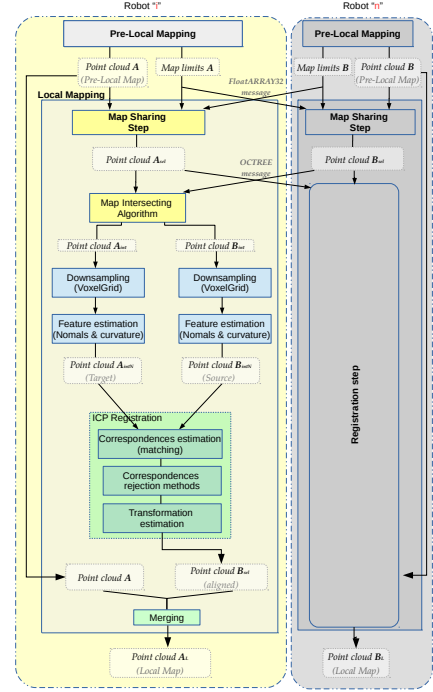 Robot "i"
Robot "n"
Pre-Local Mapping
Pre-Local Mapping
Point cloud A
(Pre-Local Map)
Map limits A
Map limits B
Point cloud B
(Pre-Local Map)
FloatARRAY32
message
Local Mapping
Map Sharing
Step
Map Sharing
Step
Point cloud Asel
OCTREE
message
Point cloud Bsel
Map Intersecting
Algorithm
Point cloud Aint
Point cloud Bint
Downsampling
(VoxelGrid)
Downsampling
(VoxelGrid)
Feature estimation
(Nomals & curvature)
Feature estimation
(Nomals & curvature)
Point cloud AintN
(Target)
Point cloud BintN
(Source)
Registration step
ICP Registration
Correspondences estimation
(matching)
Correspondences
rejection methods
Transformation
estimation
Point cloud A
Point cloud Bsel
(aligned)
Merging
Point cloud AL
(Local Map)
Point cloud BL
(Local Map)